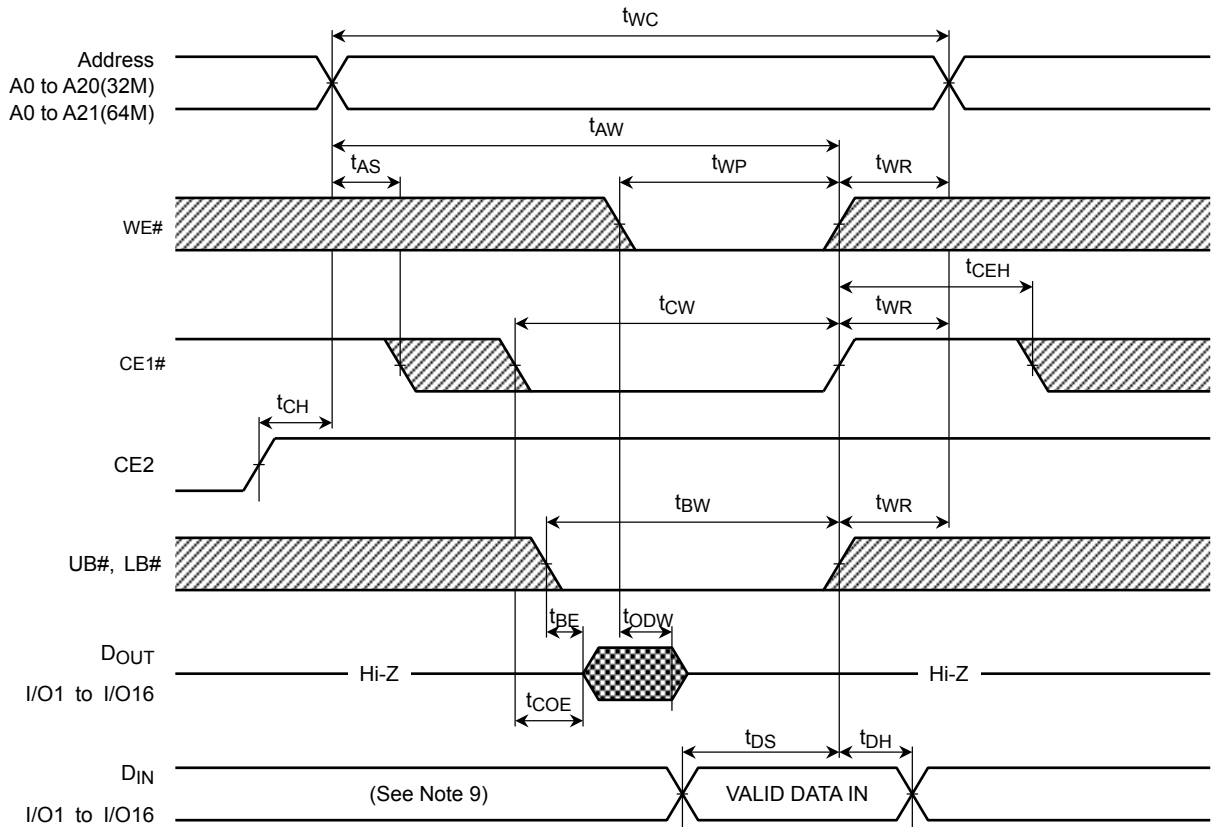 tWC
Address
A0 to A20(32M)
A0 to A21(64M)
tAW
tAS
tWP
tWR
WE#
tCEH
tCW
tWR
CE1#
tCH
CE2
tBW
tWR
UB#, LB#
tBE
tODW
DOUT
I/O1 to I/O16
Hi-Z
Hi-Z
tCOE
tDS
tDH
DIN
I/O1 to I/O16
(See Note 9)
VALID DATA IN